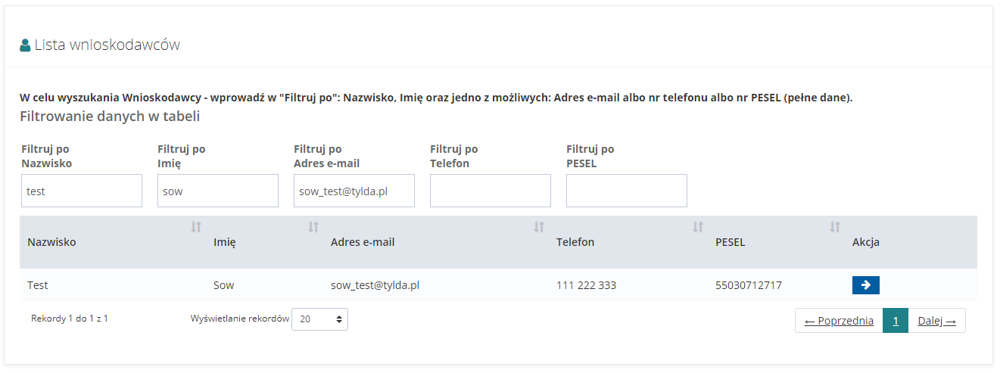 Lista wnioskodawców
W celu wyszukania Wnioskodawcy - wprowadź w "Filtruj po": Nazwisko, Imię oraz jedno z możliwych: Adres e-mail albo nr telefonu albo nr PESEL (pełne dane).
Filtrowanie danych w tabeli
Filtruj po Filtruj po Filtruj po Filtruj po Filtruj po
Nazwisko Imię Adres e-mail Telefon PESEL
test sow sow_test@tylda.pl
Nazwisko Imię Adres e-mail Telefon PESEL Akcja
Test Sow sow_test@tylda.pl 111 222 333 55030712717
Rekordy 1 do 1 z 1 Wyświetlanie rekordów 20 ← Poprzednia 1 Dalej →